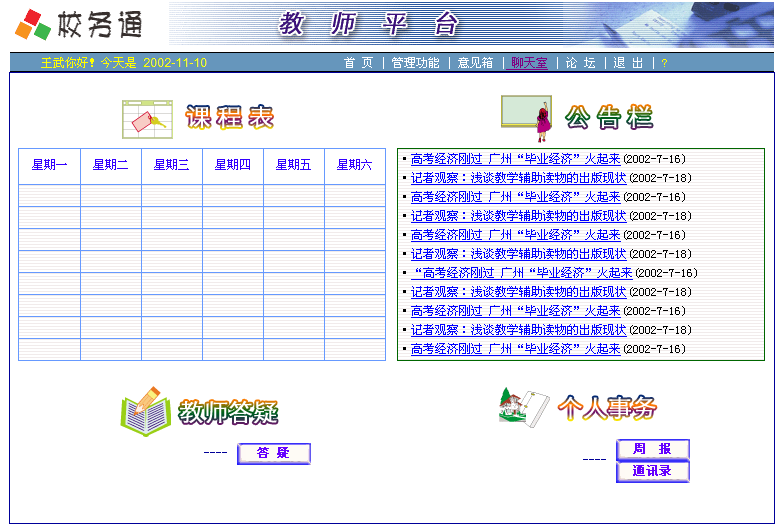 校务通
教师平台
王武你好! 今天是 2002-11-10
首 页 | 管理功能 | 意见箱 | 聊天室 | 论 坛 | 退 出 | ?
课程表
公告栏
星期一 星期二 星期三 星期四 星期五 星期六
·高考经济刚过 广州“毕业经济”火起来(2002-7-16)
·记者观察：浅谈教学辅助读物的出版现状(2002-7-18)
·高考经济刚过 广州“毕业经济”火起来(2002-7-16)
·记者观察：浅谈教学辅助读物的出版现状(2002-7-18)
·高考经济刚过 广州“毕业经济”火起来(2002-7-16)
·记者观察：浅谈教学辅助读物的出版现状(2002-7-18)
·“高考经济刚过 广州“毕业经济”火起来(2002-7-16)
·记者观察：浅谈教学辅助读物的出版现状(2002-7-18)
·高考经济刚过 广州“毕业经济”火起来(2002-7-16)
·记者观察：浅谈教学辅助读物的出版现状(2002-7-18)
·高考经济刚过 广州“毕业经济”火起来(2002-7-16)
教师答疑
---- 答 疑
个人事务
---- 周 报
通讯录